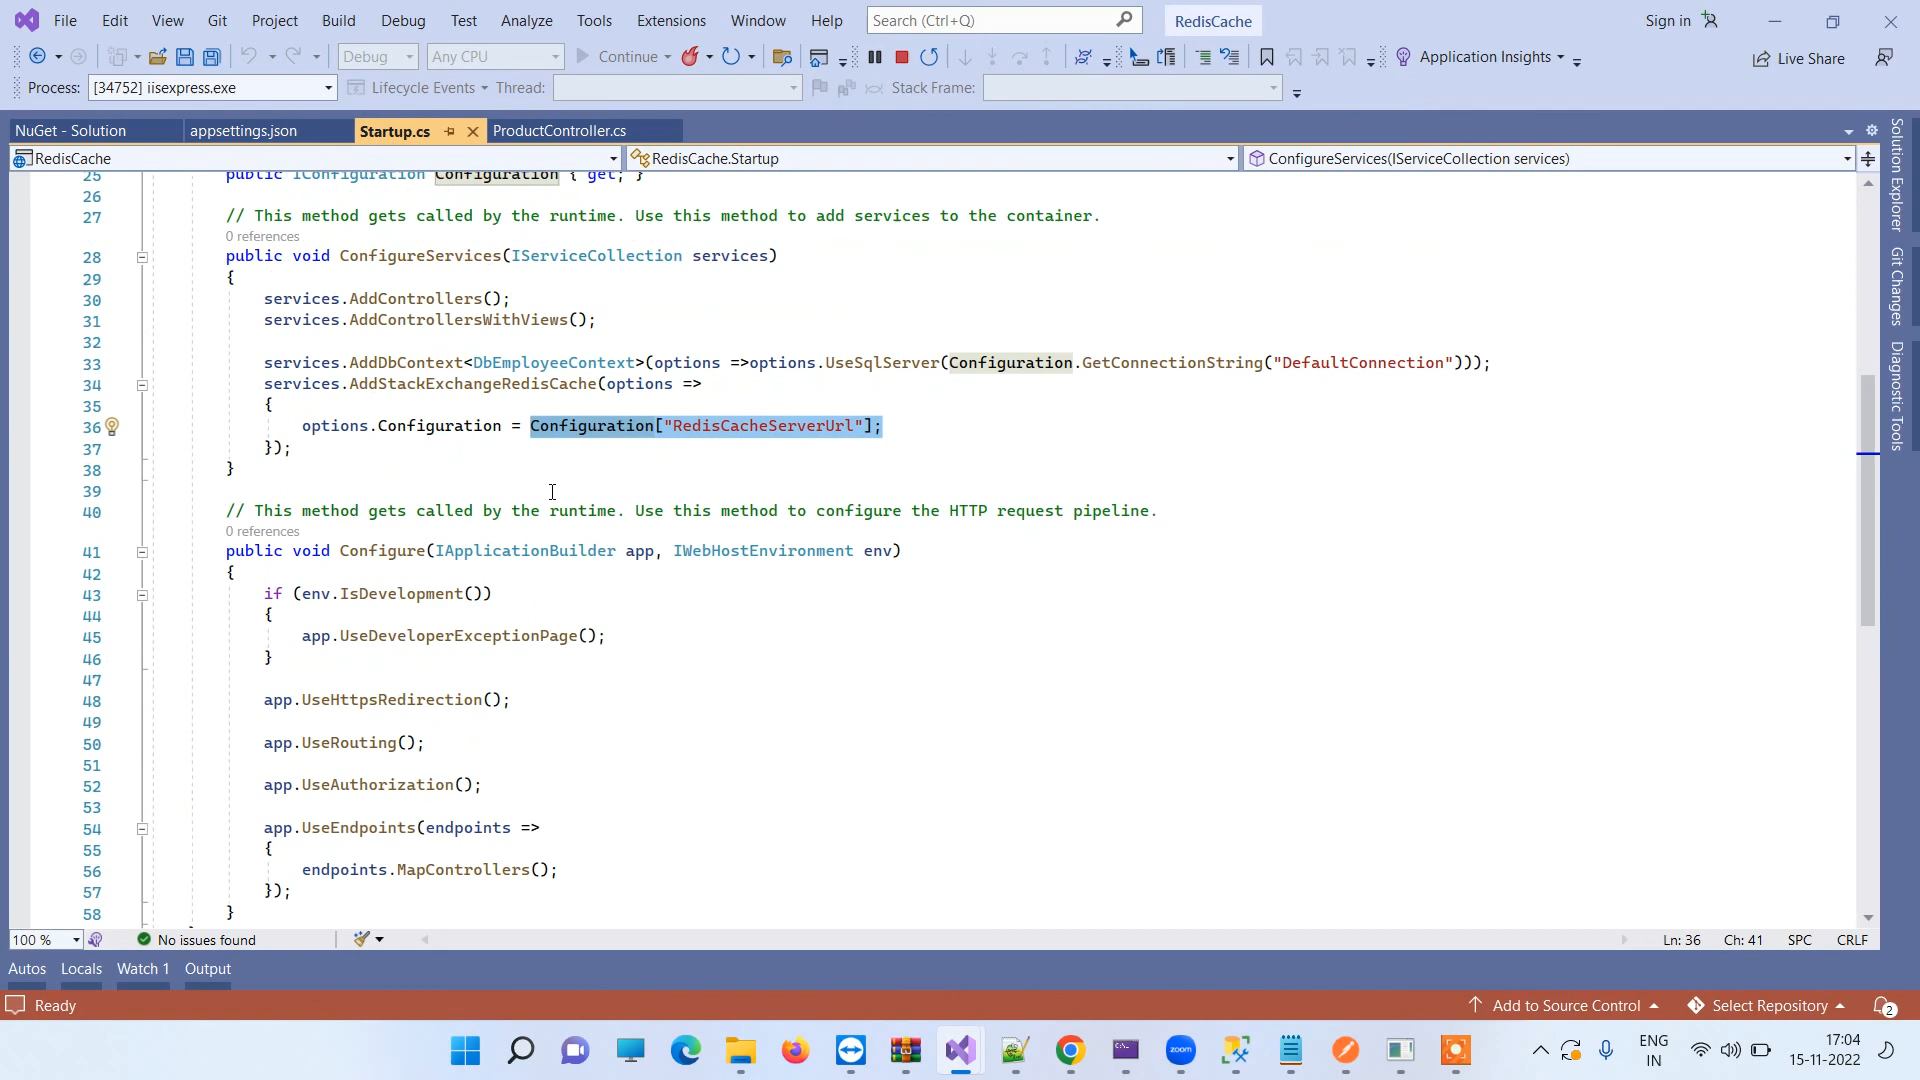 File Edit View Git Project Build Debug Test Analyze Tools Extensions Window Help Search (Ctrl+Q) RedisCache Sign in
Debug Any CPU Continue Application Insights Live Share
Process: [34752] iisexpress.exe Lifecycle Events Thread: Stack Frame:
NuGet - Solution appsettings.json Startup.cs ProductController.cs
RedisCache RedisCache.Startup ConfigureServices(IServiceCollection services)
25 public IConfiguration Configuration { get; }
26
27 // This method gets called by the runtime. Use this method to add services to the container.
0 references
28 public void ConfigureServices(IServiceCollection services)
29 {
30 services.AddControllers();
31 services.AddControllersWithViews();
32
33 services.AddDbContext<DbEmployeeContext>(options =>options.UseSqlServer(Configuration.GetConnectionString("DefaultConnection")));
34 services.AddStackExchangeRedisCache(options =>
35 {
36 options.Configuration = Configuration["RedisCacheServerUrl"];
37 });
38 }
39
40 // This method gets called by the runtime. Use this method to configure the HTTP request pipeline.
0 references
41 public void Configure(IApplicationBuilder app, IWebHostEnvironment env)
42 {
43 if (env.IsDevelopment())
44 {
45 app.UseDeveloperExceptionPage();
46 }
47
48 app.UseHttpsRedirection();
49
50 app.UseRouting();
51
52 app.UseAuthorization();
53
54 app.UseEndpoints(endpoints =>
55 {
56 endpoints.MapControllers();
57 });
58 }
Solution Explorer
Git Changes
Diagnostic Tools
100 % No issues found Ln: 36 Ch: 41 SPC CRLF
Autos Locals Watch 1 Output
Ready Add to Source Control Select Repository 2
zoom
ENG
IN
17:04
15-11-2022